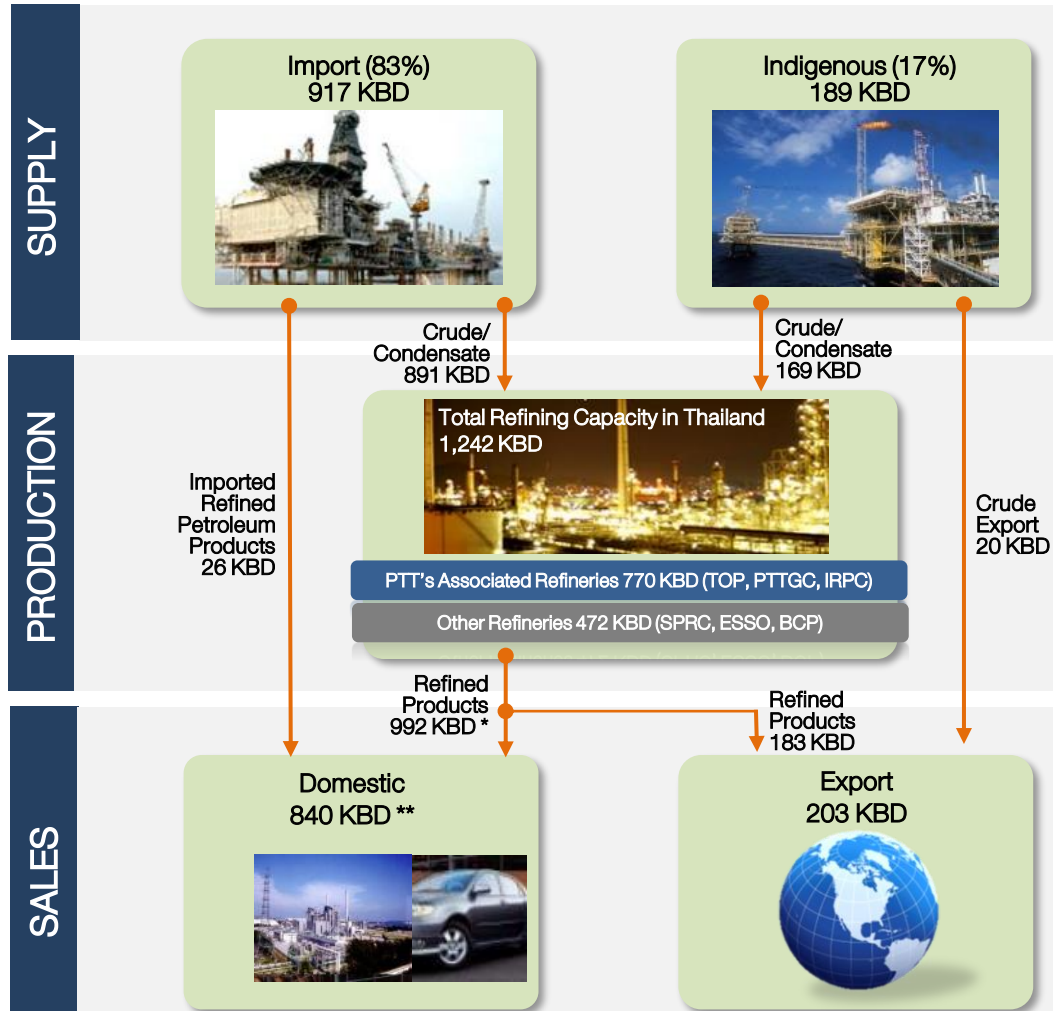 SUPPLY
Import (83%)
917 KBD
Indigenous (17%)
189 KBD
Crude/
Condensate
891 KBD
Crude/
Condensate
169 KBD
PRODUCTION
Total Refining Capacity in Thailand
1,242 KBD
Imported
Refined
Petroleum
Products
26 KBD
Crude
Export
20 KBD
PTT's Associated Refineries 770 KBD (TOP, PTTGC, IRPC)
Other Refineries 472 KBD (SPRC, ESSO, BCP)
Refined
Products
992 KBD *
Refined
Products
183 KBD
SALES
Domestic
840 KBD **
Export
203 KBD